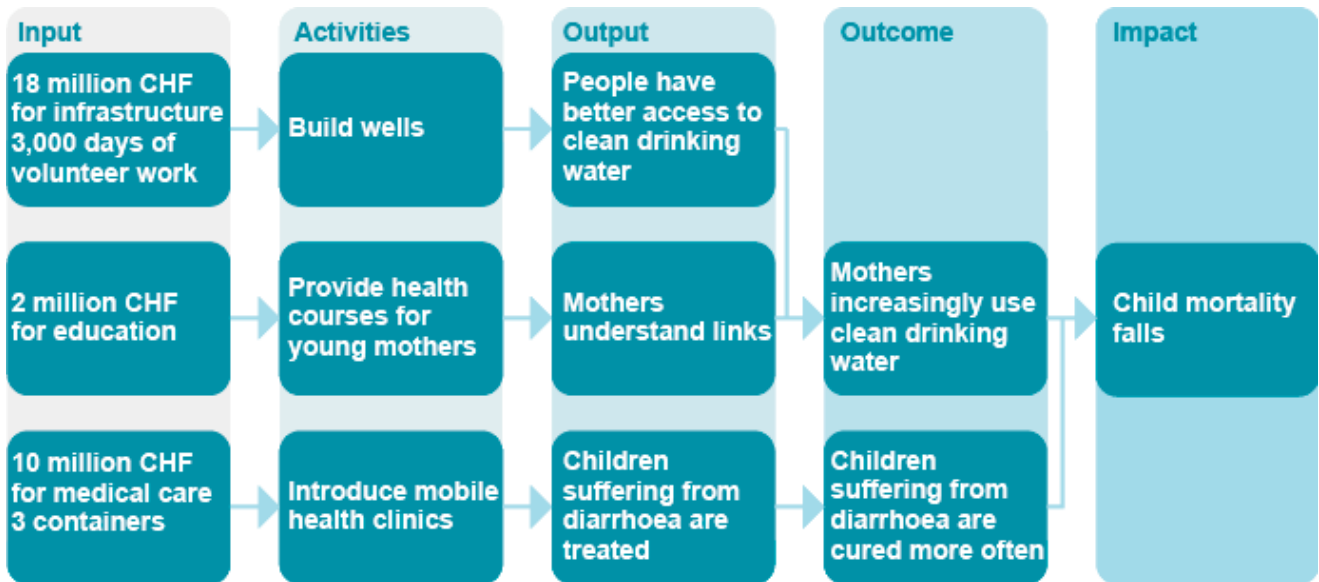 Input
Activities
Output
Outcome
Impact
18 million CHF
for infrastructure
3,000 days of
volunteer work
Build wells
People have
better access to
clean drinking
water
2 million CHF
for education
Provide health
courses for
young mothers
Mothers
understand links
Mothers
increasingly use
clean drinking
water
Child mortality
falls
10 million CHF
for medical care
3 containers
Introduce mobile
health clinics
Children
suffering from
diarrhoea are
treated
Children
suffering from
diarrhoea are
cured more often